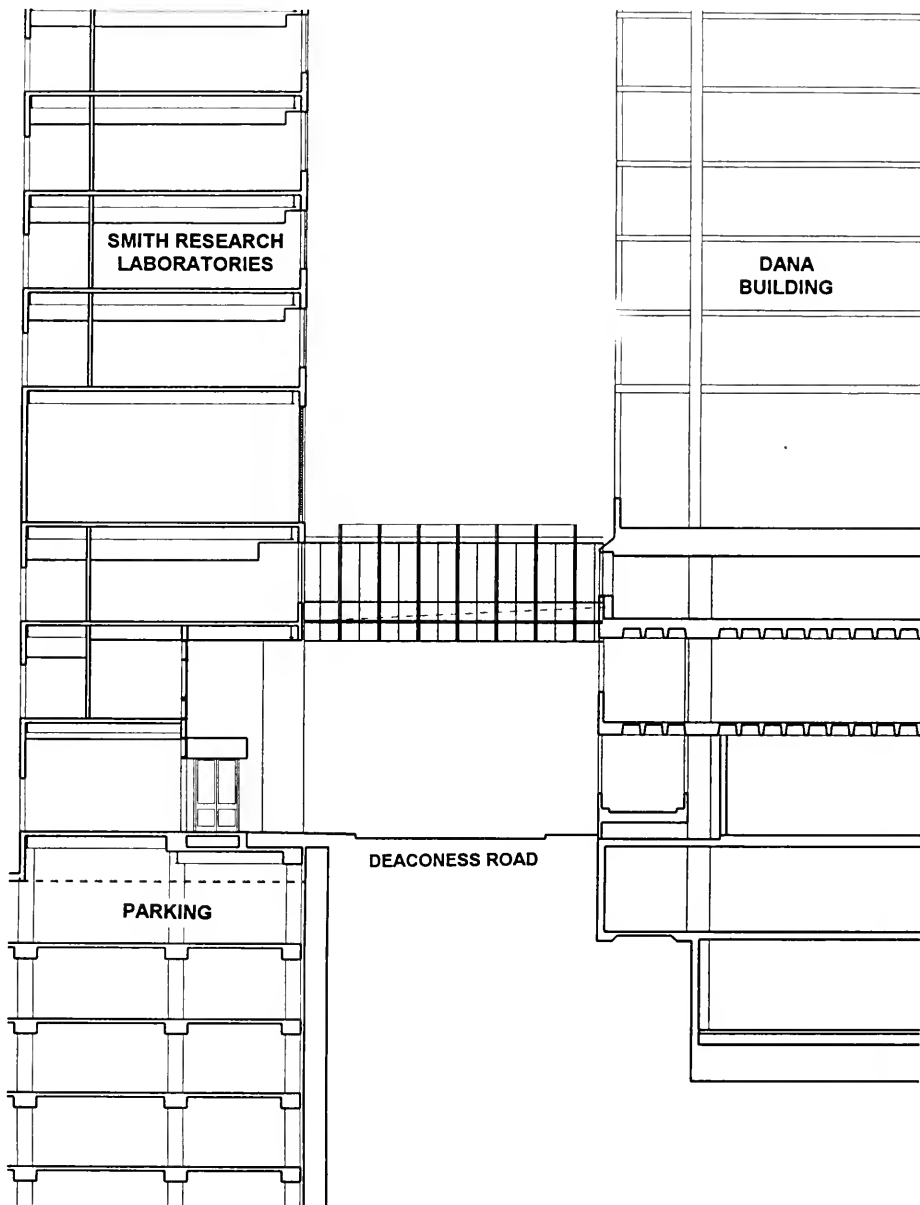 SMITH RESEARCH
LABORATORIES
DANA
BUILDING
DEACONESS ROAD
PARKING